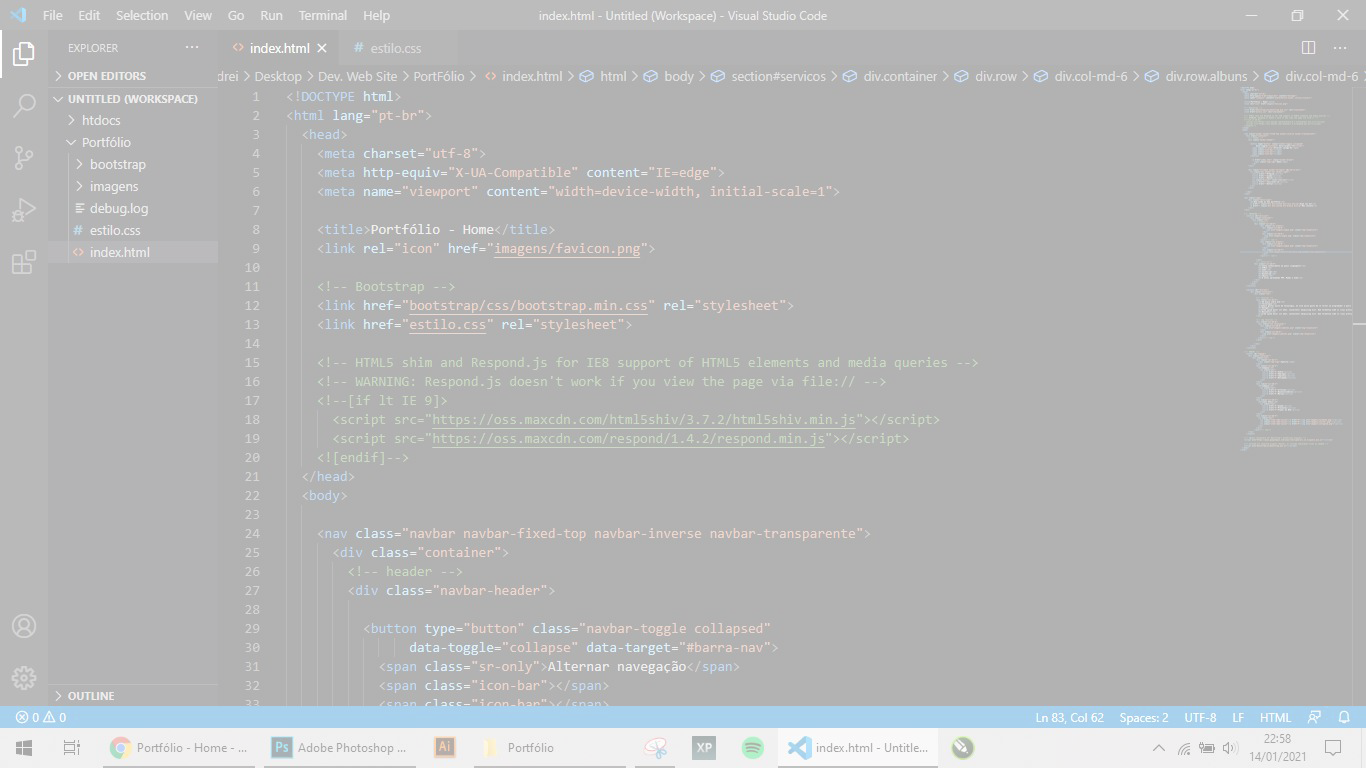 File Edit Selection View Go Run Terminal Help
index.html - Untitled (Workspace) - Visual Studio Code
EXPLORER
index.html
estilo.css
OPEN EDITORS
drei > Desktop > Dev. Web Site > PortFólio > index.html > html > body > section#servicos > div.container > div.row > div.col-md-6 > div.row.albuns > div.col-md-6 >
UNTITLED (WORKSPACE)
htdocs
Portfólio
bootstrap
imagens
debug.log
estilo.css
index.html
OUTLINE
1 <!DOCTYPE html>
2 <html lang="pt-br">
3 <head>
4 <meta charset="utf-8">
5 <meta http-equiv="X-UA-Compatible" content="IE=edge">
6 <meta name="viewport" content="width=device-width, initial-scale=1">
7
8 <title>Portfólio - Home</title>
9 <link rel="icon" href="imagens/favicon.png">
10
11 <!-- Bootstrap -->
12 <link href="bootstrap/css/bootstrap.min.css" rel="stylesheet">
13 <link href="estilo.css" rel="stylesheet">
14
15 <!-- HTML5 shim and Respond.js for IE8 support of HTML5 elements and media queries -->
16 <!-- WARNING: Respond.js doesn't work if you view the page via file:// -->
17 <!--[if lt IE 9]>
18 <script src="https://oss.maxcdn.com/html5shiv/3.7.2/html5shiv.min.js"></script>
19 <script src="https://oss.maxcdn.com/respond/1.4.2/respond.min.js"></script>
20 <![endif]-->
21 </head>
22 <body>
23
24 <nav class="navbar navbar-fixed-top navbar-inverse navbar-transparente">
25 <div class="container">
26 <!-- header -->
27 <div class="navbar-header">
28
29 <button type="button" class="navbar-toggle collapsed"
30 data-toggle="collapse" data-target="#barra-nav">
31 <span class="sr-only">Alternar navegação</span>
32 <span class="icon-bar"></span>
33 <span class="icon-bar"></span>
0 0
Ln 83, Col 62 Spaces: 2 UTF-8 LF HTML
Portfólio - Home - ...
Ps Adobe Photoshop ...
Ai
Portfólio
XP
index.html - Untitle...
22:58
14/01/2021